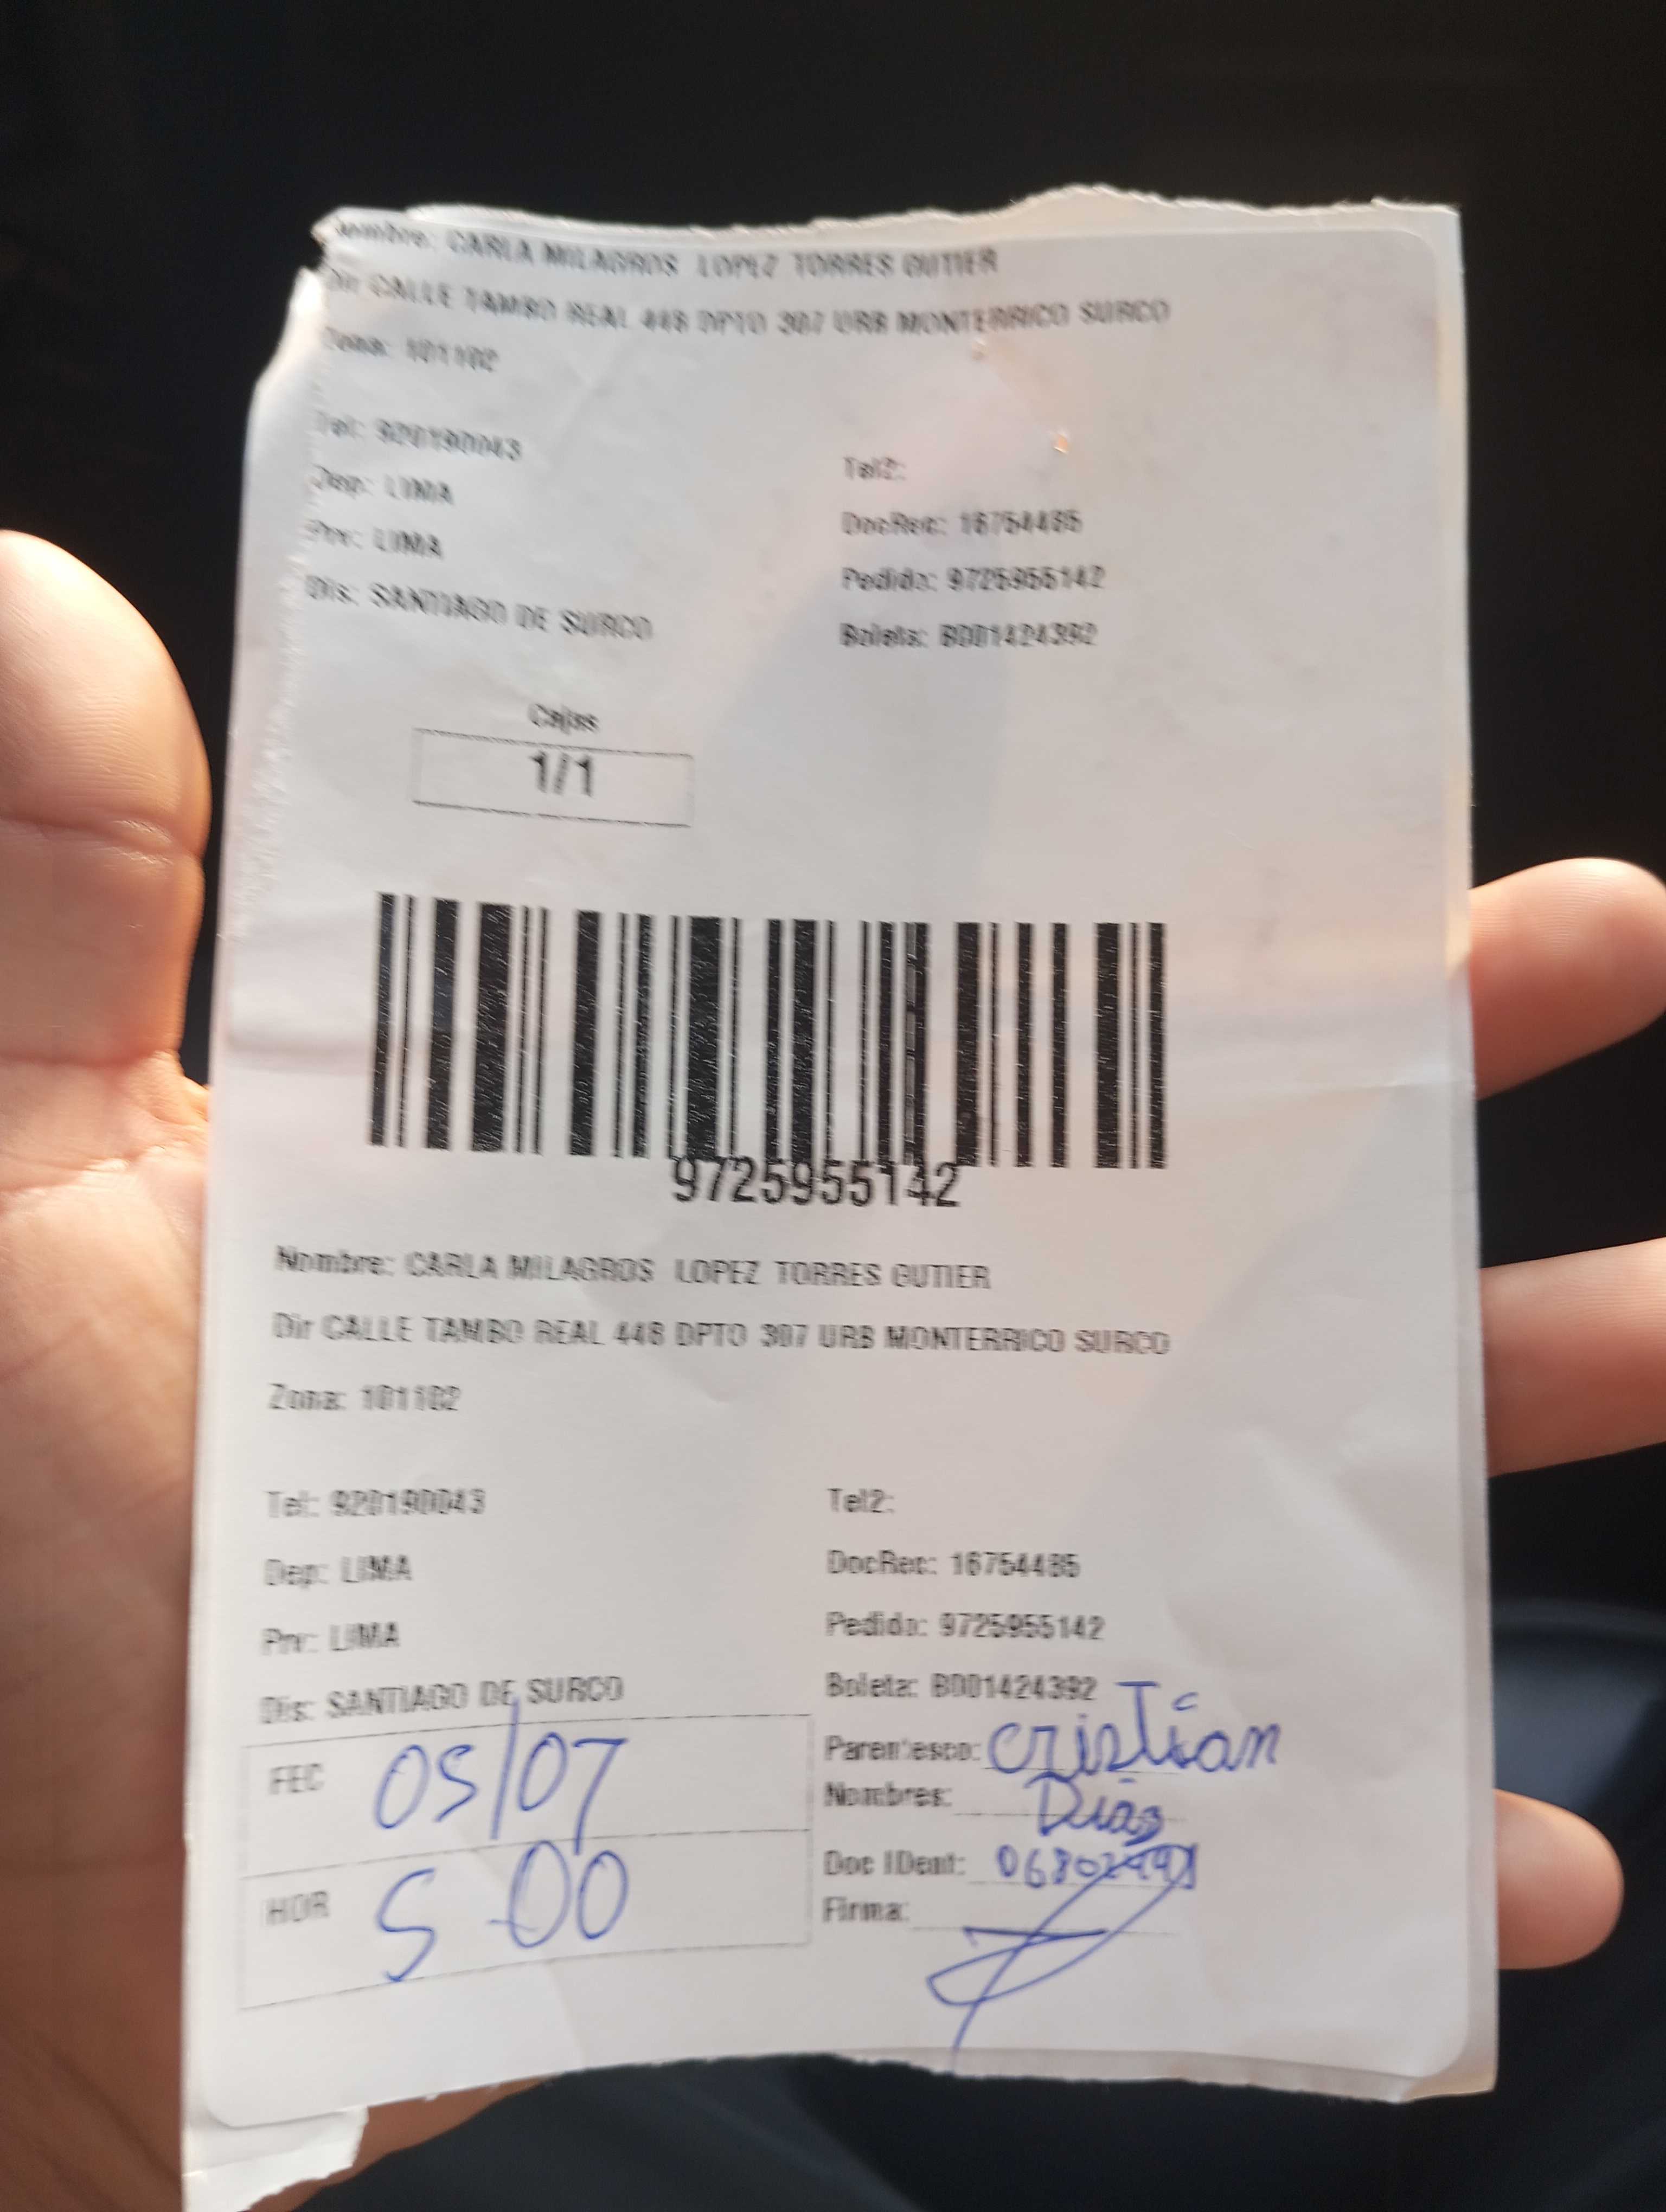 Nombre: CARLA MILAGROS LOPEZ TORRES GUTIER
Dir CALLE TAMBO REAL 448 DPTO 307 URB MONTERRICO SURCO
Zona: 101102
Tel: 920190043
Tel2:
Dep: LIMA
DocRec: 16754485
Prv: LIMA
Pedido: 9725955142
Dis: SANTIAGO DE SURCO
Boleta: B001424392
Cajas
1/1
9725955142
Nombre: CARLA MILAGROS LOPEZ TORRES GUTIER
Dir CALLE TAMBO REAL 448 DPTO 307 URB MONTERRICO SURCO
Zona: 101102
Tel: 920190043
Tel2:
Dep: LIMA
DocRec: 16754485
Prv: LIMA
Pedido: 9725955142
Dis: SANTIAGO DE SURCO
Boleta: B001424392
FEC 05/07
Parentesco: Cristian
Nombres: Diaz
HOR 5 00
Doc IDent:
Firma: